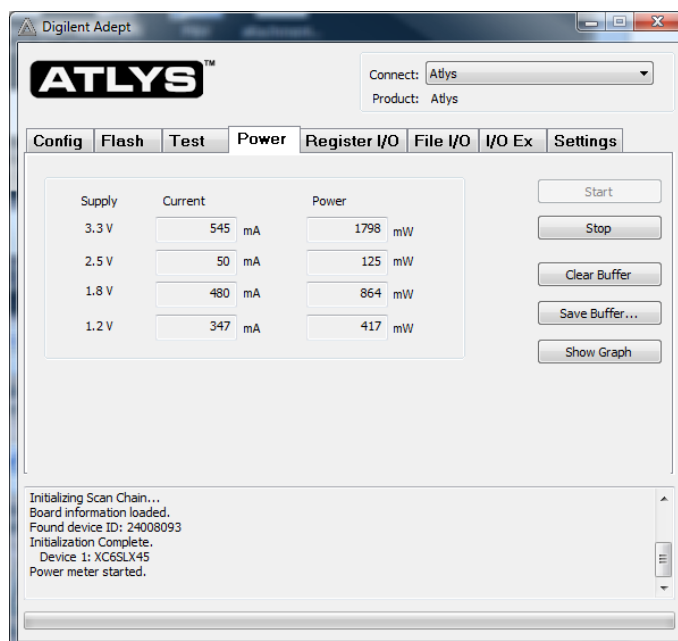 Digilent Adept
ATLYS™
Connect: Atlys
Product: Atlys
Config Flash Test Power Register I/O File I/O I/O Ex Settings
Supply Current Power
3.3 V 545 mA 1798 mW
2.5 V 50 mA 125 mW
1.8 V 480 mA 864 mW
1.2 V 347 mA 417 mW
Start
Stop
Clear Buffer
Save Buffer...
Show Graph
Initializing Scan Chain...
Board information loaded.
Found device ID: 24008093
Initialization Complete.
Device 1: XC6SLX45
Power meter started.